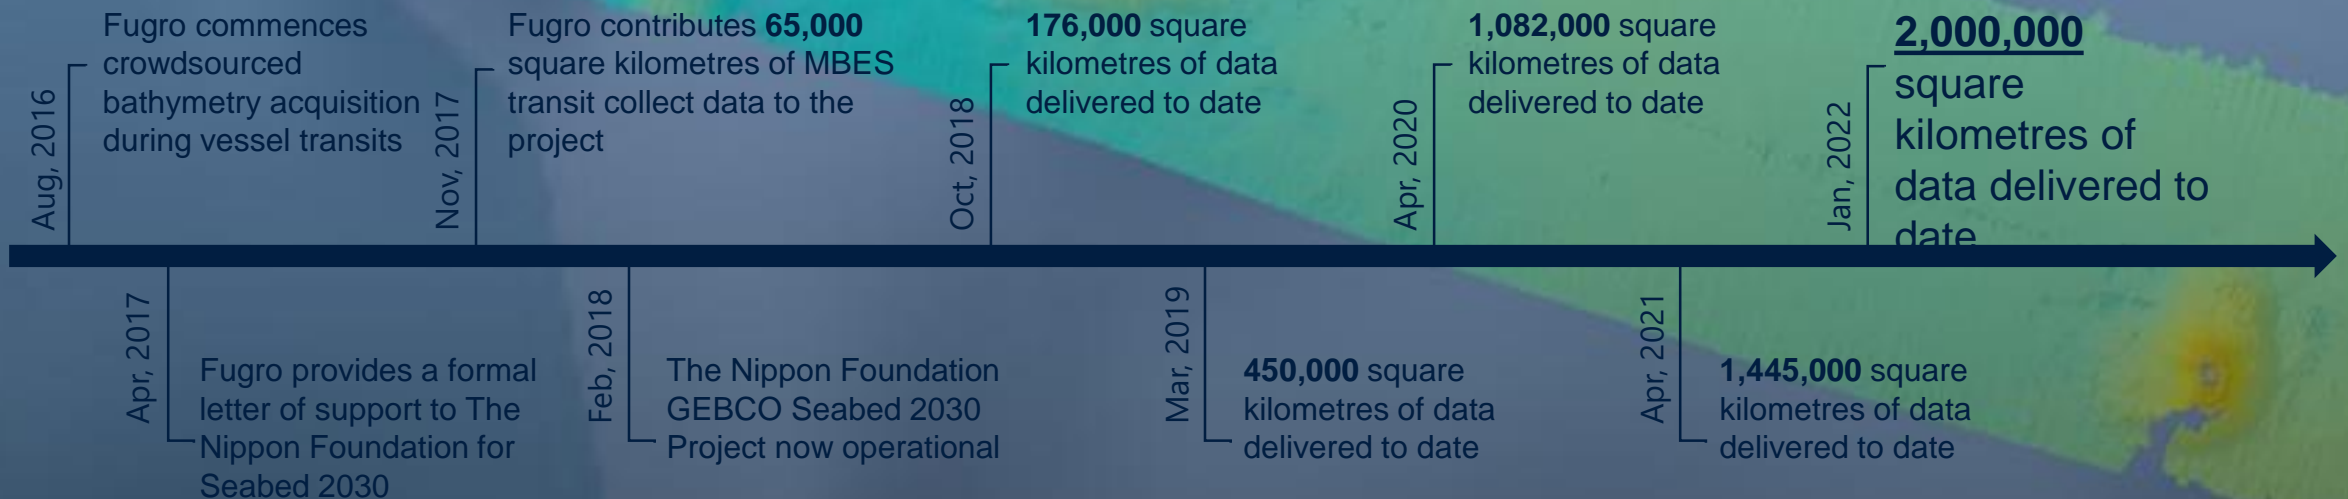 Aug, 2016
Fugro commences
crowdsourced
bathymetry acquisition
during vessel transits
Apr, 2017
Fugro provides a formal
letter of support to The
Nippon Foundation for
Seabed 2030
Nov, 2017
Fugro contributes 65,000
square kilometres of MBES
transit collect data to the
project
Feb, 2018
The Nippon Foundation
GEBCO Seabed 2030
Project now operational
Oct, 2018
176,000 square
kilometres of data
delivered to date
Mar, 2019
450,000 square
kilometres of data
delivered to date
Apr, 2020
1,082,000 square
kilometres of data
delivered to date
Apr, 2021
1,445,000 square
kilometres of data
delivered to date
Jan, 2022
2,000,000
square
kilometres of
data delivered to
date